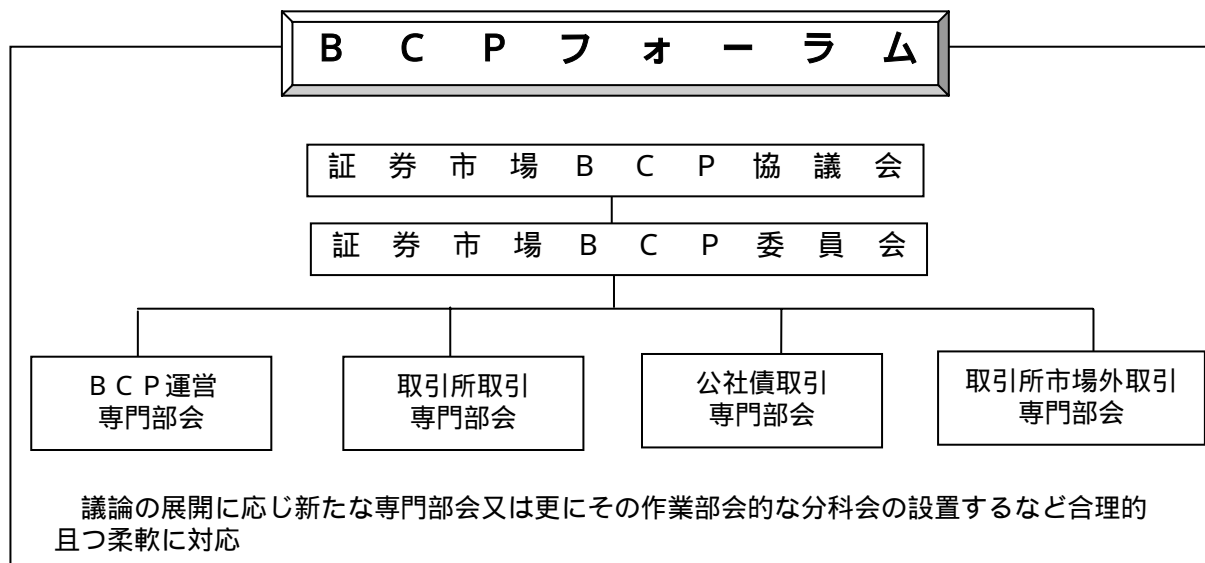 ＢＣＰフォーラム
証券市場ＢＣＰ協議会
証券市場ＢＣＰ委員会
ＢＣＰ運営
専門部会
取引所取引
専門部会
公社債取引
専門部会
取引所市場外取引
専門部会
議論の展開に応じ新たな専門部会又は更にその作業部会的な分科会の設置するなど合理的
且つ柔軟に対応